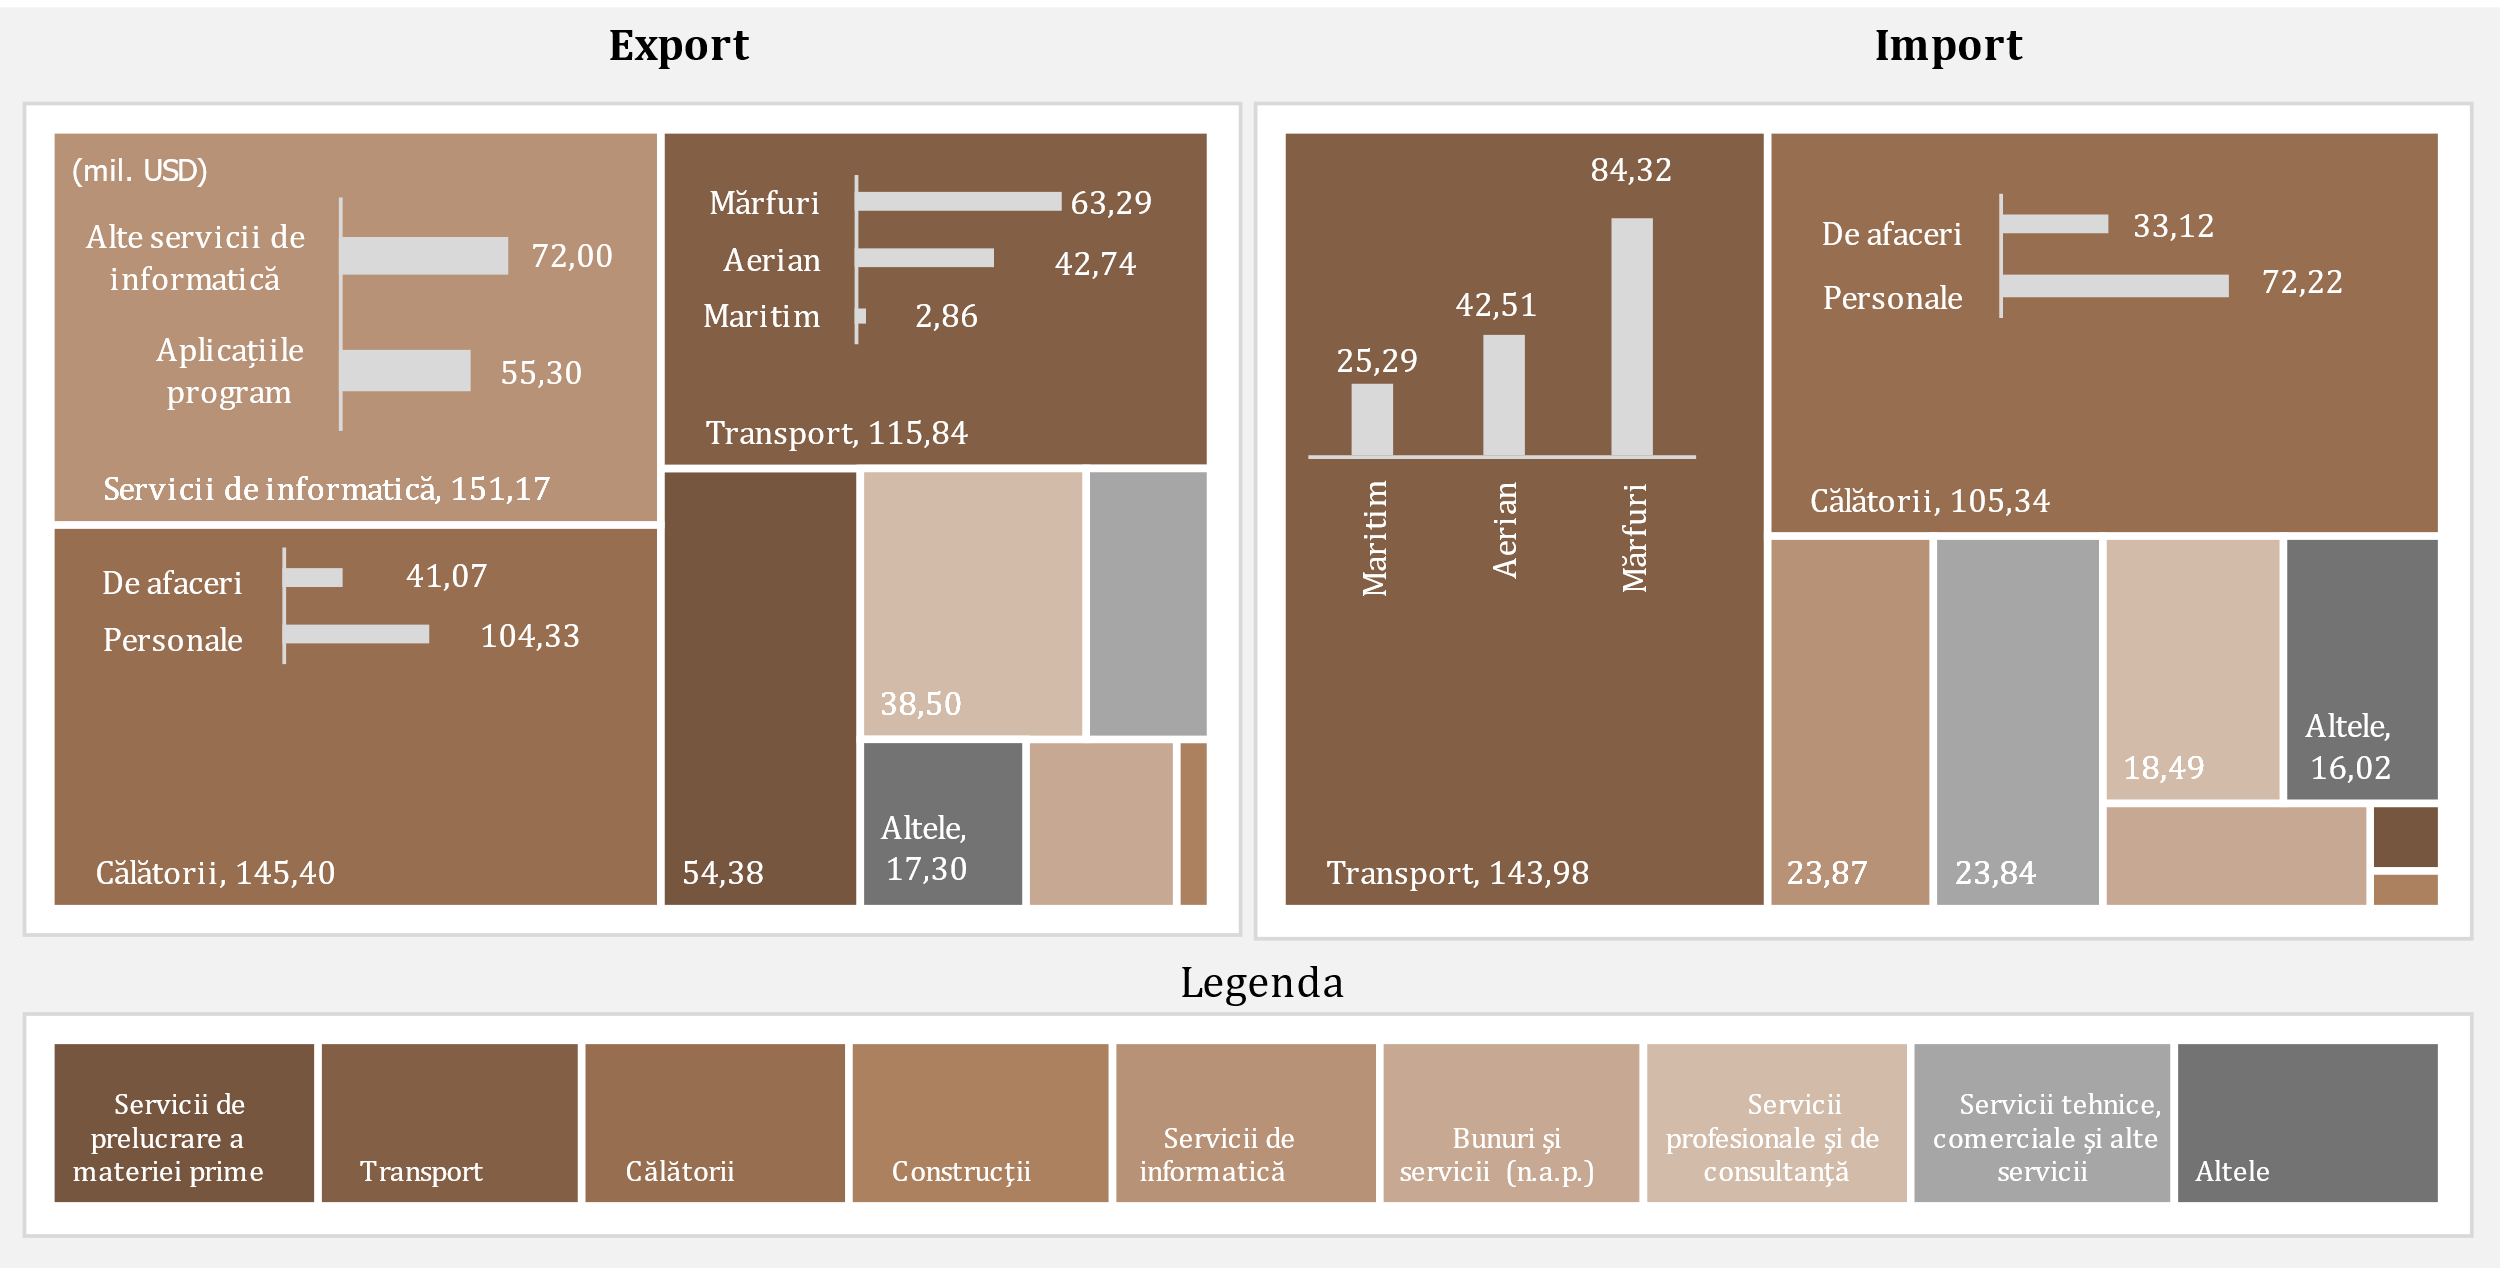 Export
Import
(mil. USD)
Alte servicii de
informatică
72,00
Aplicațiile
program
55,30
Servicii de informatică, 151,17
Mărfuri
63,29
Aerian
42,74
Maritim
2,86
Transport, 115,84
De afaceri
41,07
Personale
104,33
Călătorii, 145,40
54,38
38,50
Altele,
17,30
25,29
42,51
84,32
Maritim
Aerian
Mărfuri
Transport, 143,98
De afaceri
33,12
Personale
72,22
Călătorii, 105,34
23,87
23,84
18,49
Altele,
16,02
Legenda
Servicii de
prelucrare a
materiei prime
Transport
Călătorii
Construcții
Servicii de
informatică
Bunuri și
servicii (n.a.p.)
Servicii
profesionale și de
consultanță
Servicii tehnice,
comerciale și alte
servicii
Altele